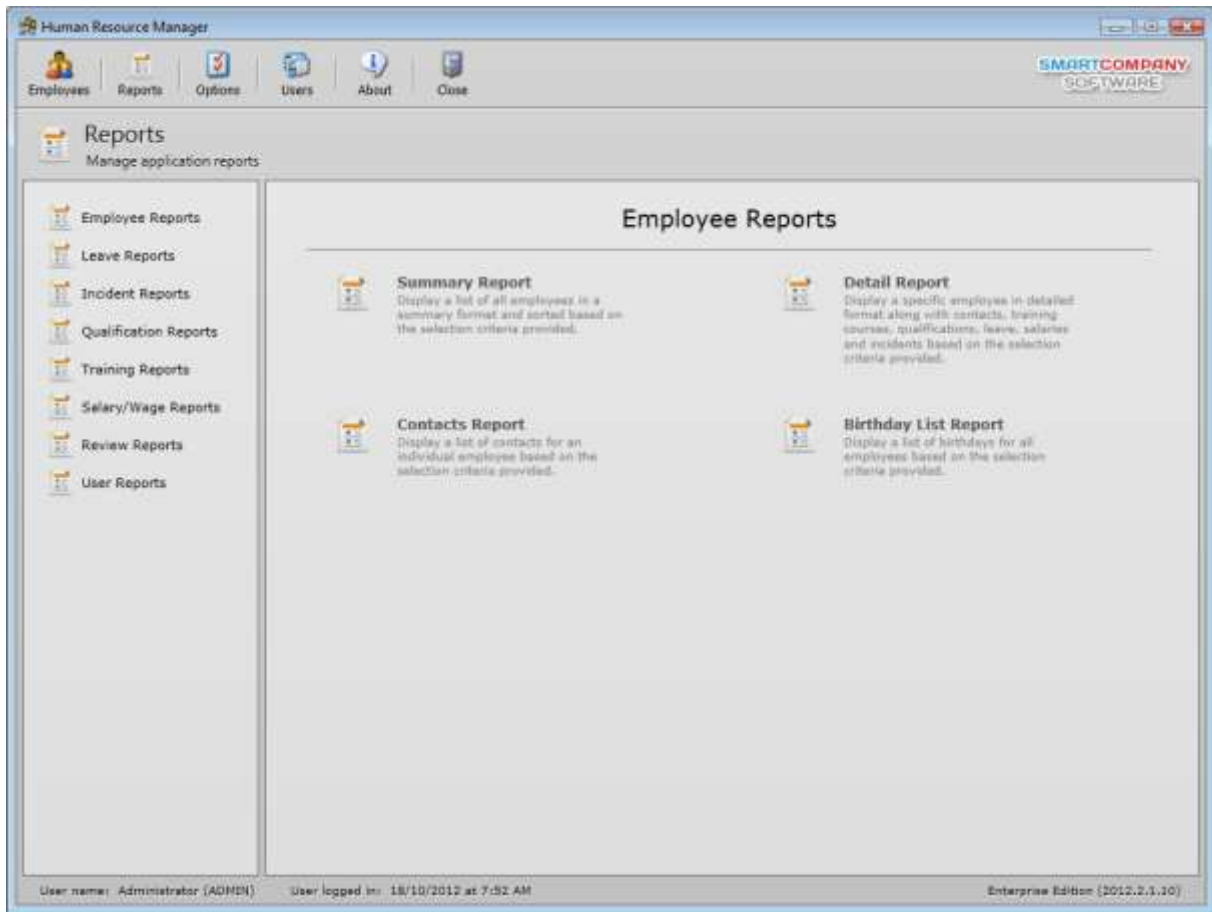 Human Resource Manager
Employees Reports Options Users About Close
SMARTCOMPANY
SOFTWARE
Reports
Manage application reports
Employee Reports
Leave Reports
Incident Reports
Qualification Reports
Training Reports
Salary/Wage Reports
Review Reports
User Reports
Employee Reports
Summary Report
Display a list of all employees in a
summary format and sorted based on
the selection criteria provided.
Detail Report
Display a specific employee in detailed
format along with contacts, training
courses, qualifications, leave, salaries
and incidents based on the selection
criteria provided.
Contacts Report
Display a list of contacts for an
individual employee based on the
selection criteria provided.
Birthday List Report
Display a list of birthdays for all
employees based on the selection
criteria provided.
User name: Administrator (ADMIN) User logged in: 18/10/2012 at 7:52 AM Enterprise Edition (2012.2.1.10)